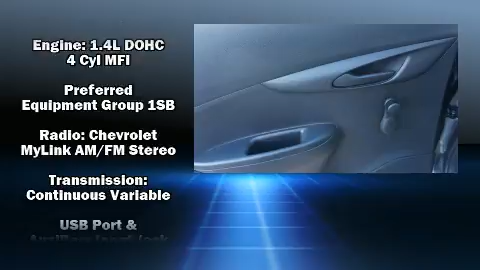 Engine: 1.4L DOHC
4 Cyl MFI
Preferred
Equipment Group 1SB
Radio: Chevrolet
MyLink AM/FM Stereo
Transmission:
Continuous Variable
USB Port &